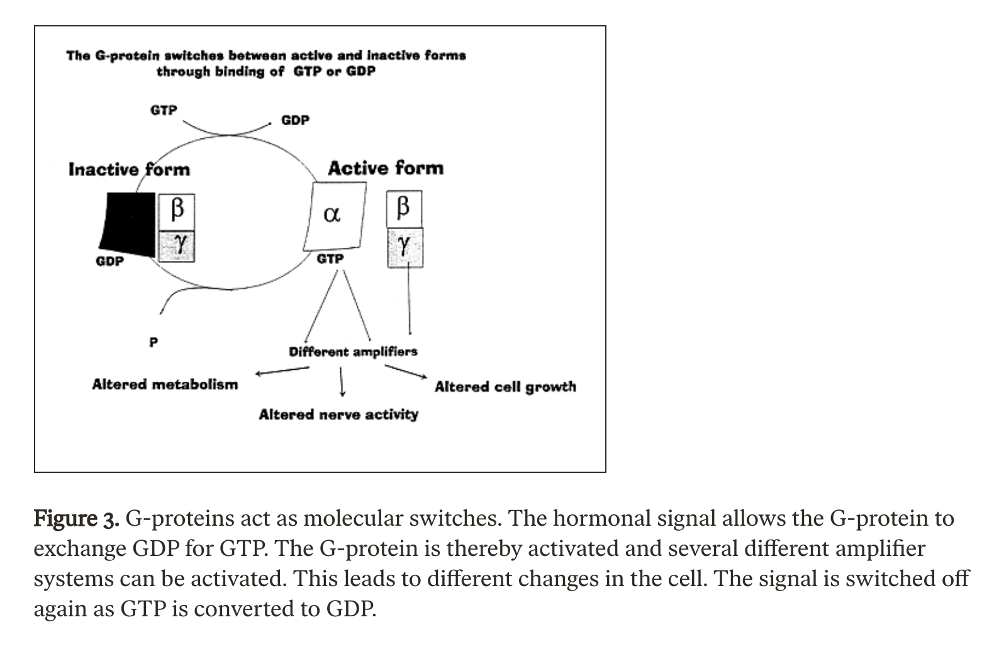 The G-protein switches between active and inactive forms
through binding of GTP or GDP
GTP
GDP
Inactive form
Active form
β
γ
GDP
α
GTP
β
γ
P
Different amplifiers
Altered metabolism
Altered cell growth
Altered nerve activity
Figure 3. G-proteins act as molecular switches. The hormonal signal allows the G-protein to
exchange GDP for GTP. The G-protein is thereby activated and several different amplifier
systems can be activated. This leads to different changes in the cell. The signal is switched off
again as GTP is converted to GDP.